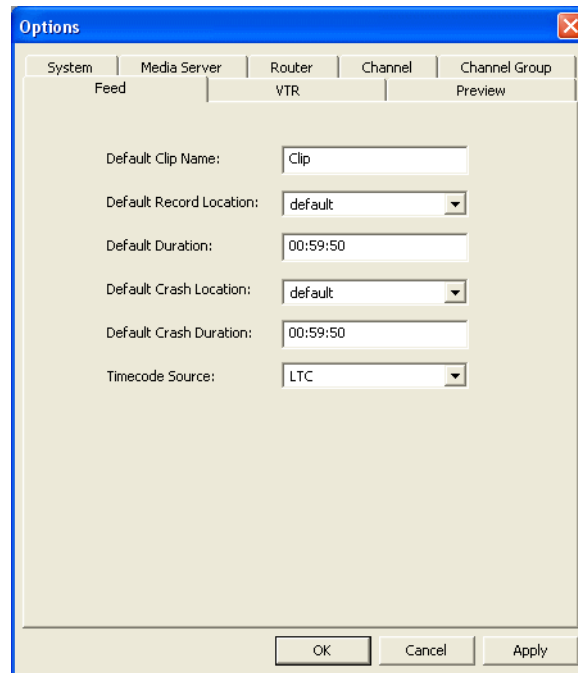 Options
System Media Server Router Channel Channel Group
Feed VTR Preview
Default Clip Name: Clip
Default Record Location: default
Default Duration: 00:59:50
Default Crash Location: default
Default Crash Duration: 00:59:50
Timecode Source: LTC
OK Cancel Apply